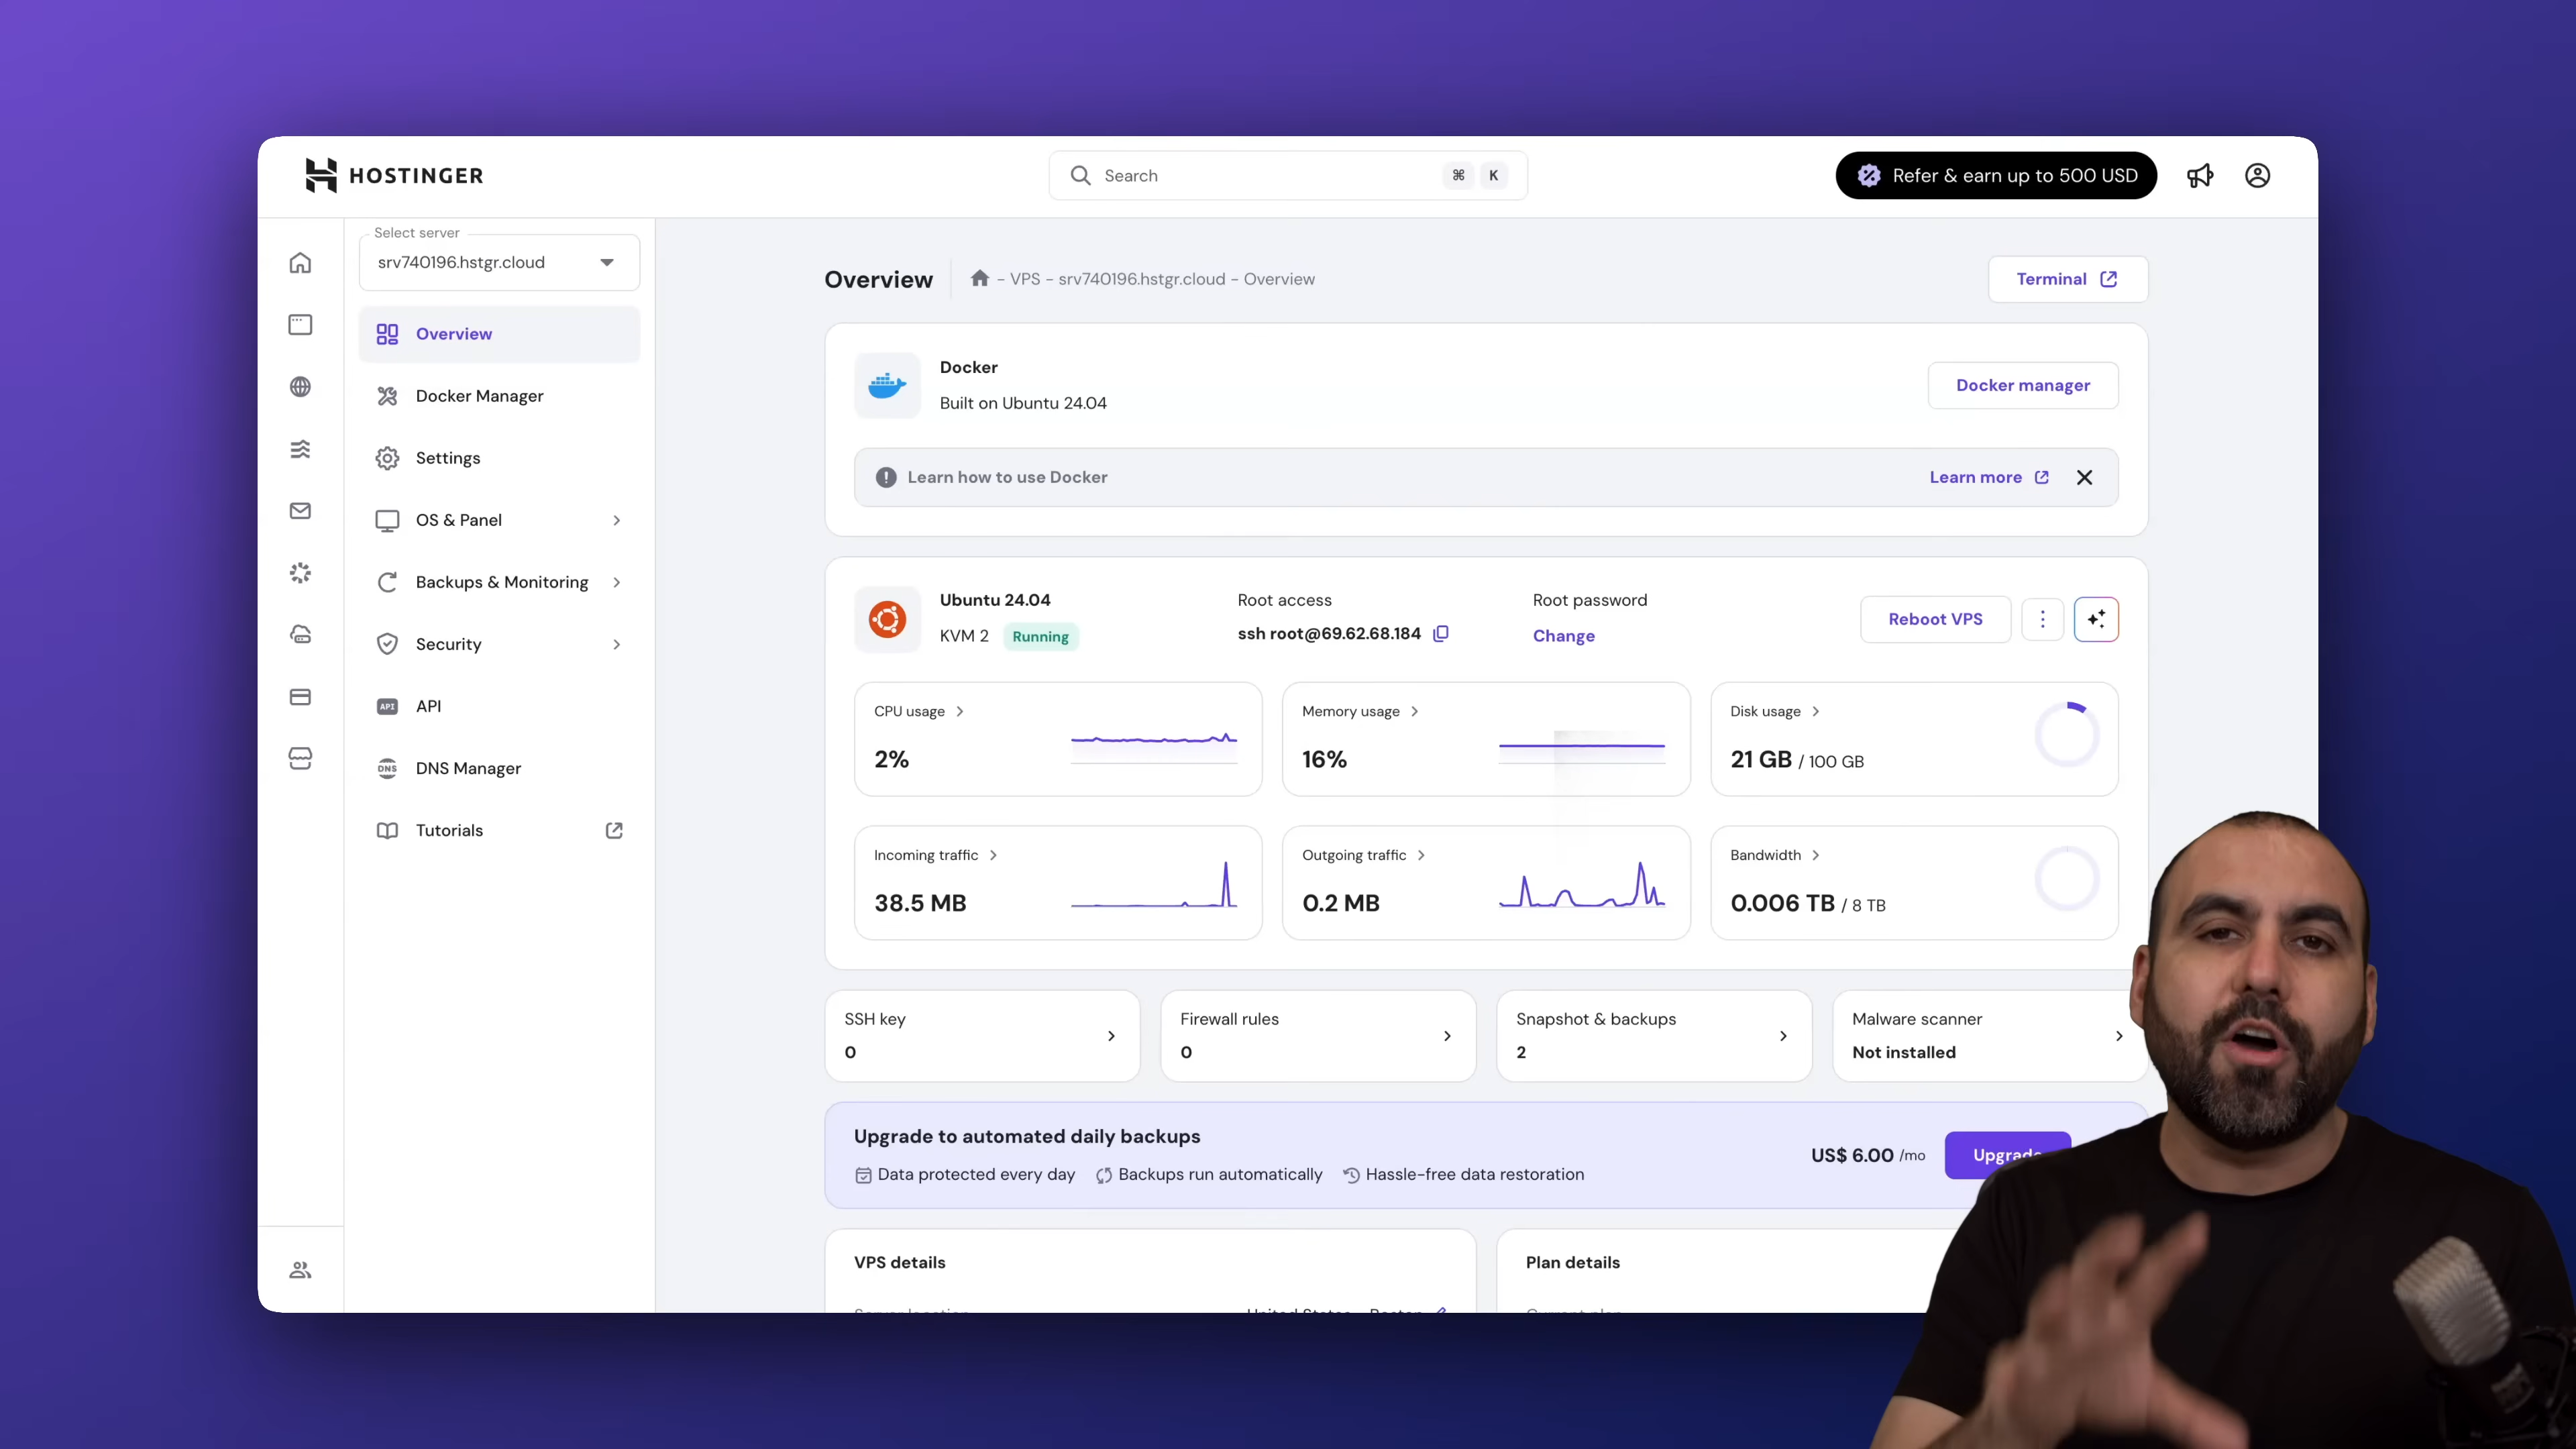 HOSTINGER
Search
⌘ K
Refer & earn up to 500 USD
Select server
srv740196.hstgr.cloud
Overview
Docker Manager
Settings
OS & Panel
Backups & Monitoring
Security
API
API
DNS
DNS Manager
Tutorials
Overview
- VPS - srv740196.hstgr.cloud - Overview
Terminal
Docker
Built on Ubuntu 24.04
Docker manager
Learn how to use Docker
Learn more
Ubuntu 24.04
KVM 2
Running
Root access
ssh root@69.62.68.184
Root password
Change
Reboot VPS
CPU usage
2%
Memory usage
16%
Disk usage
21 GB / 100 GB
Incoming traffic
38.5 MB
Outgoing traffic
0.2 MB
Bandwidth
0.006 TB / 8 TB
SSH key
0
Firewall rules
0
Snapshot & backups
2
Malware scanner
Not installed
Upgrade to automated daily backups
Data protected every day
Backups run automatically
Hassle-free data restoration
US$ 6.00 /mo
Upgrade
VPS details
Plan details